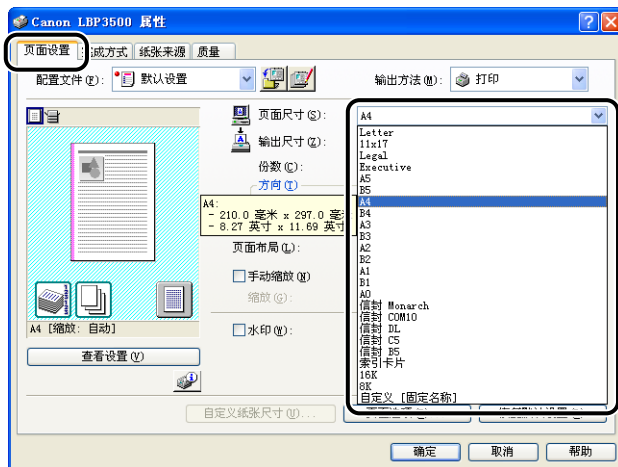 Canon LBP3500 属性
页面设置 成方式 纸张来源 质量
配置文件(F): 默认设置 输出方法(M): 打印
页面尺寸(S): A4
输出尺寸(Z):
份数(C):
方向(T)
A4:
- 210.0 毫米 x 297.0 毫
- 8.27 英寸 x 11.69 英寸
页面布局(L):
手动缩放(N)
缩放(G):
水印(W):
Letter
11x17
Legal
Executive
A5
B5
A4
B4
A3
B3
A2
B2
A1
B1
A0
信封 Monarch
信封 COM10
信封 DL
信封 C5
信封 B5
索引卡片
16K
8K
自定义 [固定名称]
A4 [缩放: 自动]
查看设置(V)
自定义纸张尺寸(U)...
确定 取消 帮助